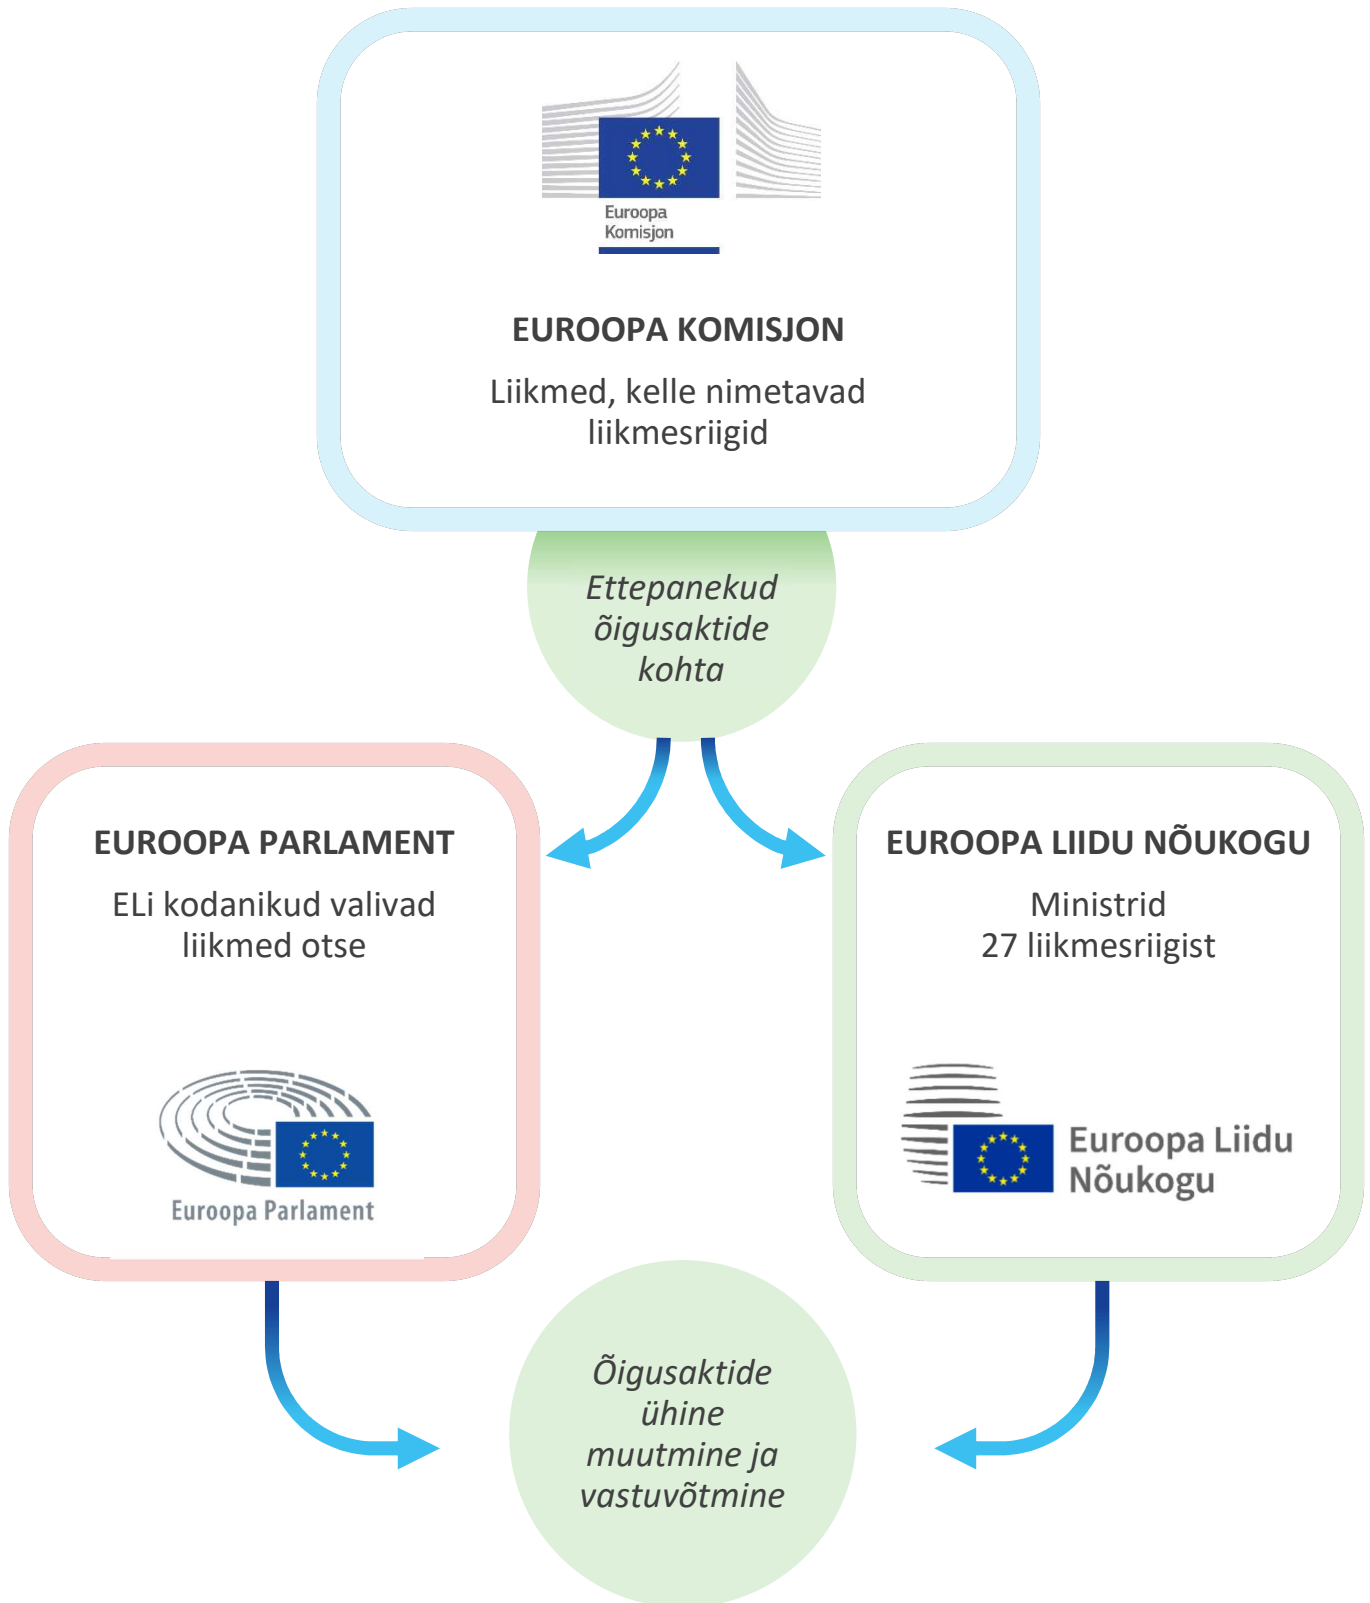 Euroopa
Komisjon
EUROOPA KOMISJON
Liikmed, kelle nimetavad
liikmesriigid
Ettepanekud
õigusaktide
kohta
EUROOPA PARLAMENT
ELi kodanikud valivad
liikmed otse
Euroopa Parlament
EUROOPA LIIDU NÕUKOGU
Ministrid
27 liikmesriigist
Euroopa Liidu
Nõukogu
Õigusaktide
ühine
muutmine ja
vastuvõtmine